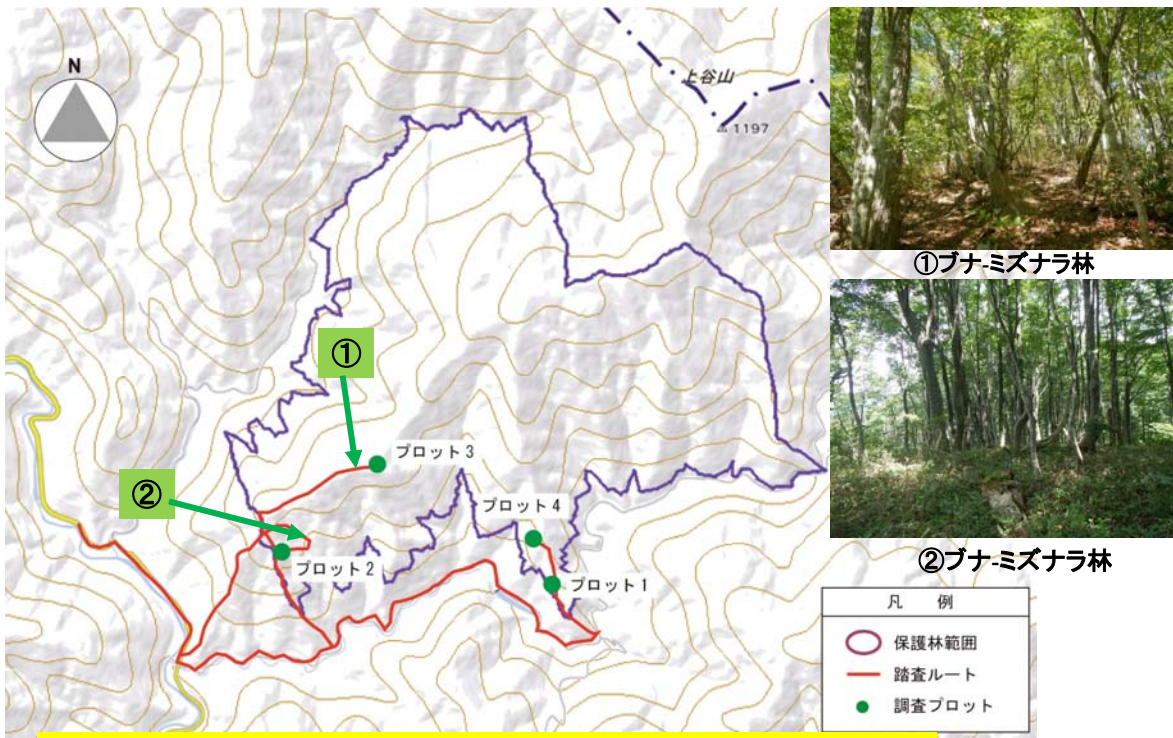 N
上谷山
1197
①
プロット3
②
プロット4
プロット2
プロット1
①ブナ-ミズナラ林
②ブナ-ミズナラ林
凡 例
保護林範囲
踏査ルート
調査プロット